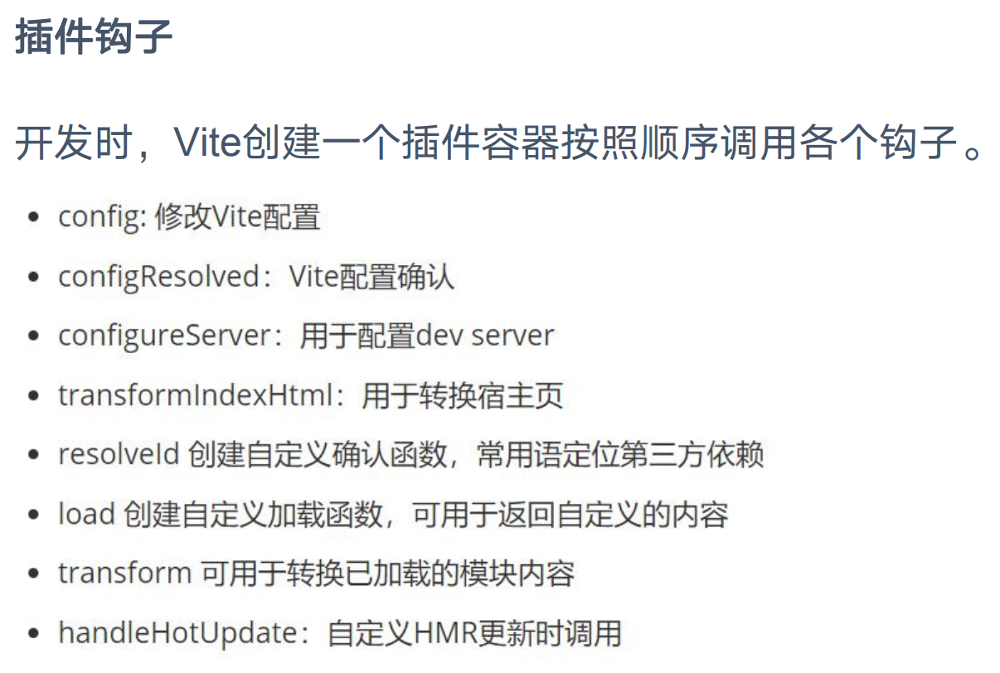 插件钩子
开发时，Vite创建一个插件容器按照顺序调用各个钩子。
• config: 修改Vite配置
• configResolved：Vite配置确认
• configureServer：用于配置dev server
• transformIndexHtml：用于转换宿主页
• resolveId 创建自定义确认函数，常用语定位第三方依赖
• load 创建自定义加载函数，可用于返回自定义的内容
• transform 可用于转换已加载的模块内容
• handleHotUpdate：自定义HMR更新时调用